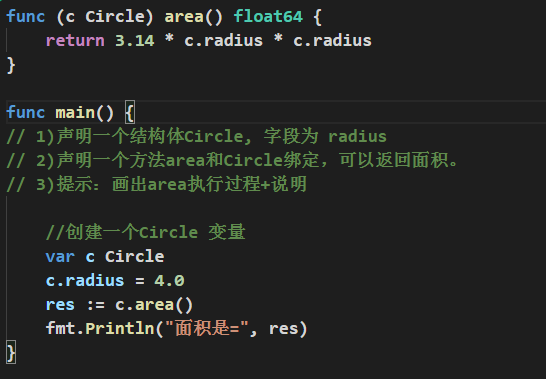 func (c Circle) area() float64 {
    return 3.14 * c.radius * c.radius
}
func main() {
// 1)声明一个结构体Circle, 字段为 radius
// 2)声明一个方法area和Circle绑定，可以返回面积。
// 3)提示：画出area执行过程+说明
    //创建一个Circle 变量
    var c Circle
    c.radius = 4.0
    res := c.area()
    fmt.Println("面积是=", res)
}